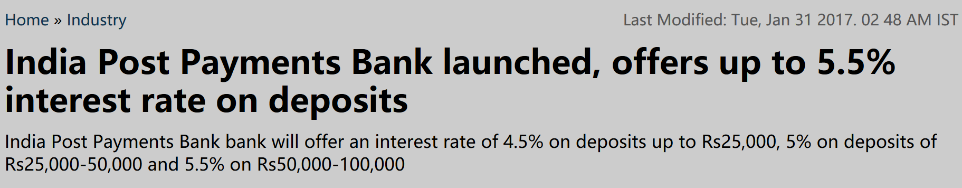 Home » Industry
Last Modified: Tue, Jan 31 2017. 02 48 AM IST
India Post Payments Bank launched, offers up to 5.5%
interest rate on deposits
India Post Payments Bank bank will offer an interest rate of 4.5% on deposits up to Rs25,000, 5% on deposits of
Rs25,000-50,000 and 5.5% on Rs50,000-100,000